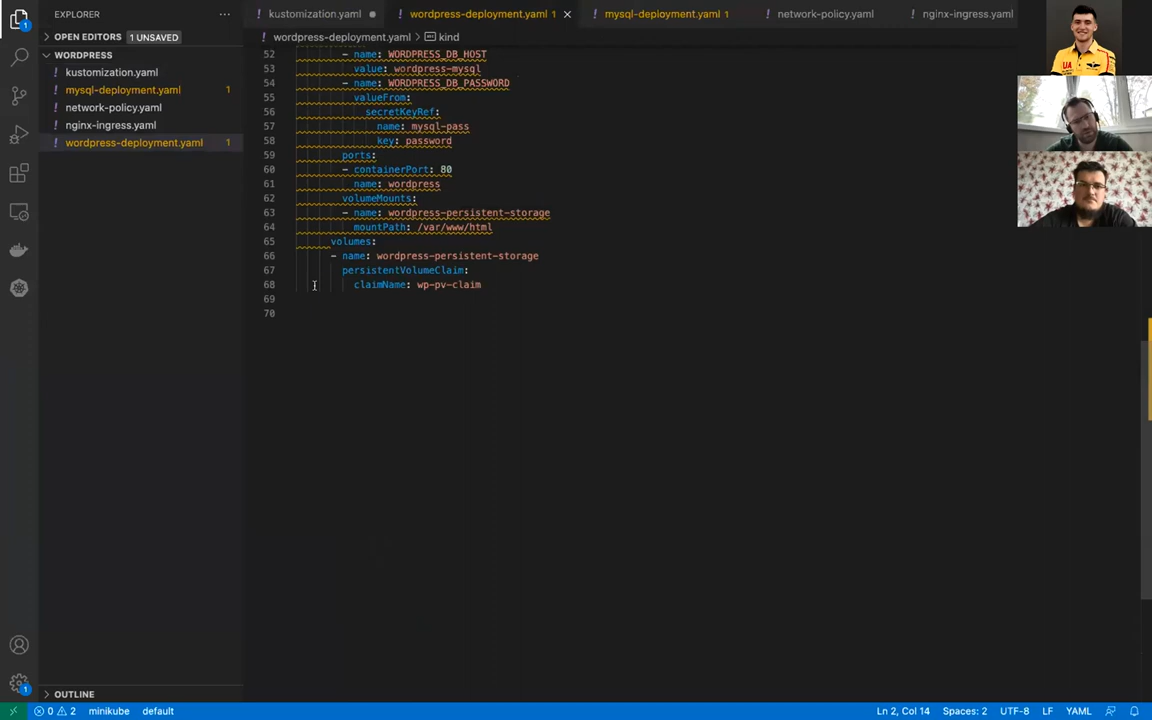 EXPLORER
···
kustomization.yaml
wordpress-deployment.yaml 1
mysql-deployment.yaml 1
network-policy.yaml
nginx-ingress.yaml
OPEN EDITORS 1 UNSAVED
wordpress-deployment.yaml > kind
WORDPRESS
kustomization.yaml
mysql-deployment.yaml 1
network-policy.yaml
nginx-ingress.yaml
wordpress-deployment.yaml 1
52 - name: WORDPRESS_DB_HOST
53 value: wordpress-mysql
54 - name: WORDPRESS_DB_PASSWORD
55 valueFrom:
56 secretKeyRef:
57 name: mysql-pass
58 key: password
59 ports:
60 - containerPort: 80
61 name: wordpress
62 volumeMounts:
63 - name: wordpress-persistent-storage
64 mountPath: /var/www/html
65 volumes:
66 - name: wordpress-persistent-storage
67 persistentVolumeClaim:
68 claimName: wp-pv-claim
69
70
UA
1
1
OUTLINE
0 2 minikube default
Ln 2, Col 14 Spaces: 2 UTF-8 LF YAML